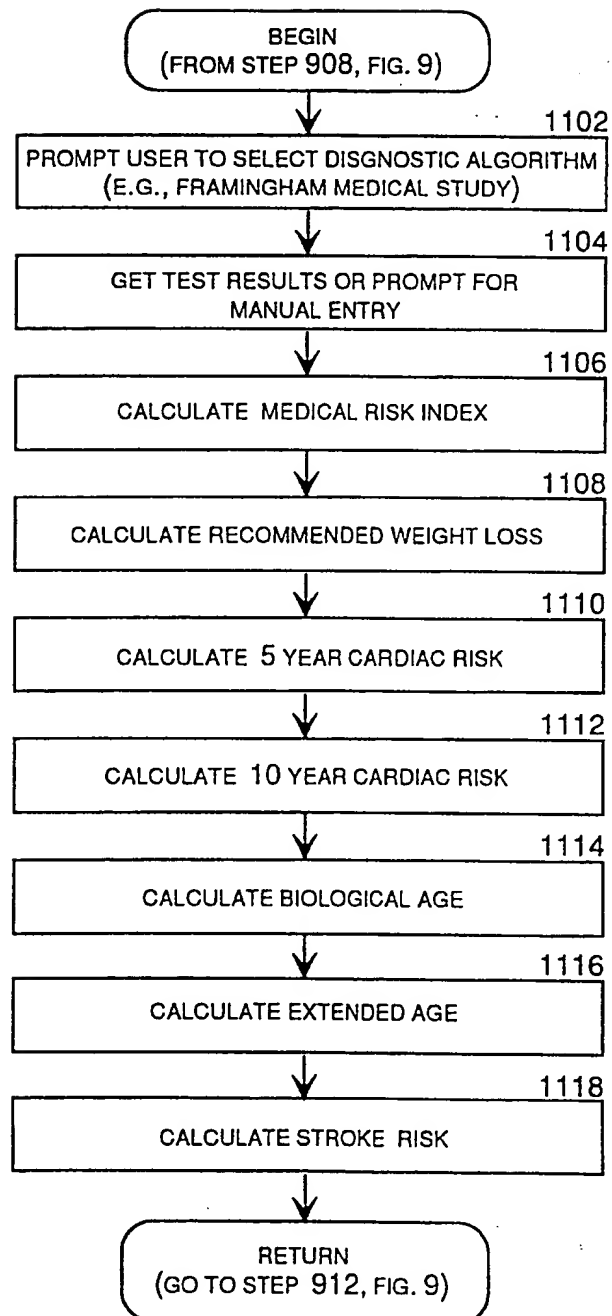 BEGIN
(FROM STEP 908, FIG. 9)
1102
PROMPT USER TO SELECT DISGNOSTIC ALGORITHM
(E.G., FRAMINGHAM MEDICAL STUDY)
1104
GET TEST RESULTS OR PROMPT FOR
MANUAL ENTRY
1106
CALCULATE MEDICAL RISK INDEX
1108
CALCULATE RECOMMENDED WEIGHT LOSS
1110
CALCULATE 5 YEAR CARDIAC RISK
1112
CALCULATE 10 YEAR CARDIAC RISK
1114
CALCULATE BIOLOGICAL AGE
1116
CALCULATE EXTENDED AGE
1118
CALCULATE STROKE RISK
RETURN
(GO TO STEP 912, FIG. 9)